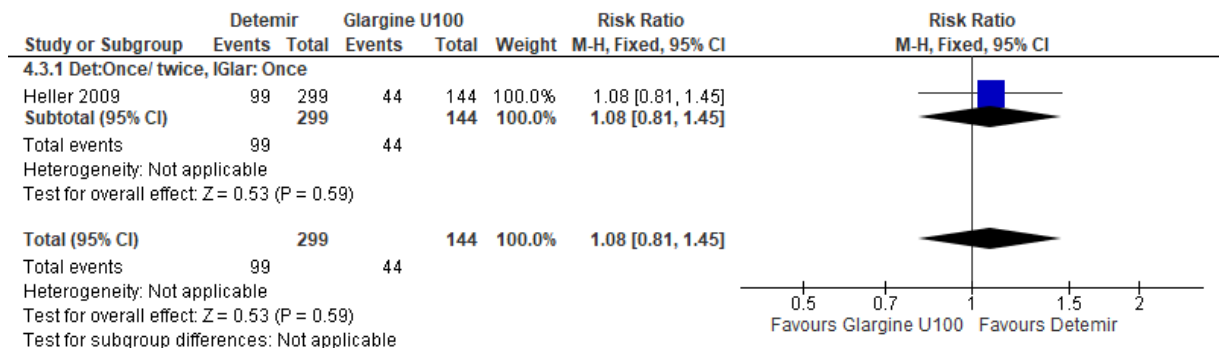 Detemir Glargine U100 Risk Ratio Risk Ratio
Study or Subgroup Events Total Events Total Weight M-H, Fixed, 95% CI M-H, Fixed, 95% CI
4.3.1 Det:Once/ twice, IGlar: Once
Heller 2009 99 299 44 144 100.0% 1.08 [0.81, 1.45]
Subtotal (95% CI) 299 144 100.0% 1.08 [0.81, 1.45]
Total events 99 44
Heterogeneity: Not applicable
Test for overall effect: Z = 0.53 (P = 0.59)
Total (95% CI) 299 144 100.0% 1.08 [0.81, 1.45]
Total events 99 44
Heterogeneity: Not applicable
Test for overall effect: Z = 0.53 (P = 0.59)
Test for subgroup differences: Not applicable
0.5 0.7 1 1.5 2
Favours Glargine U100 Favours Detemir